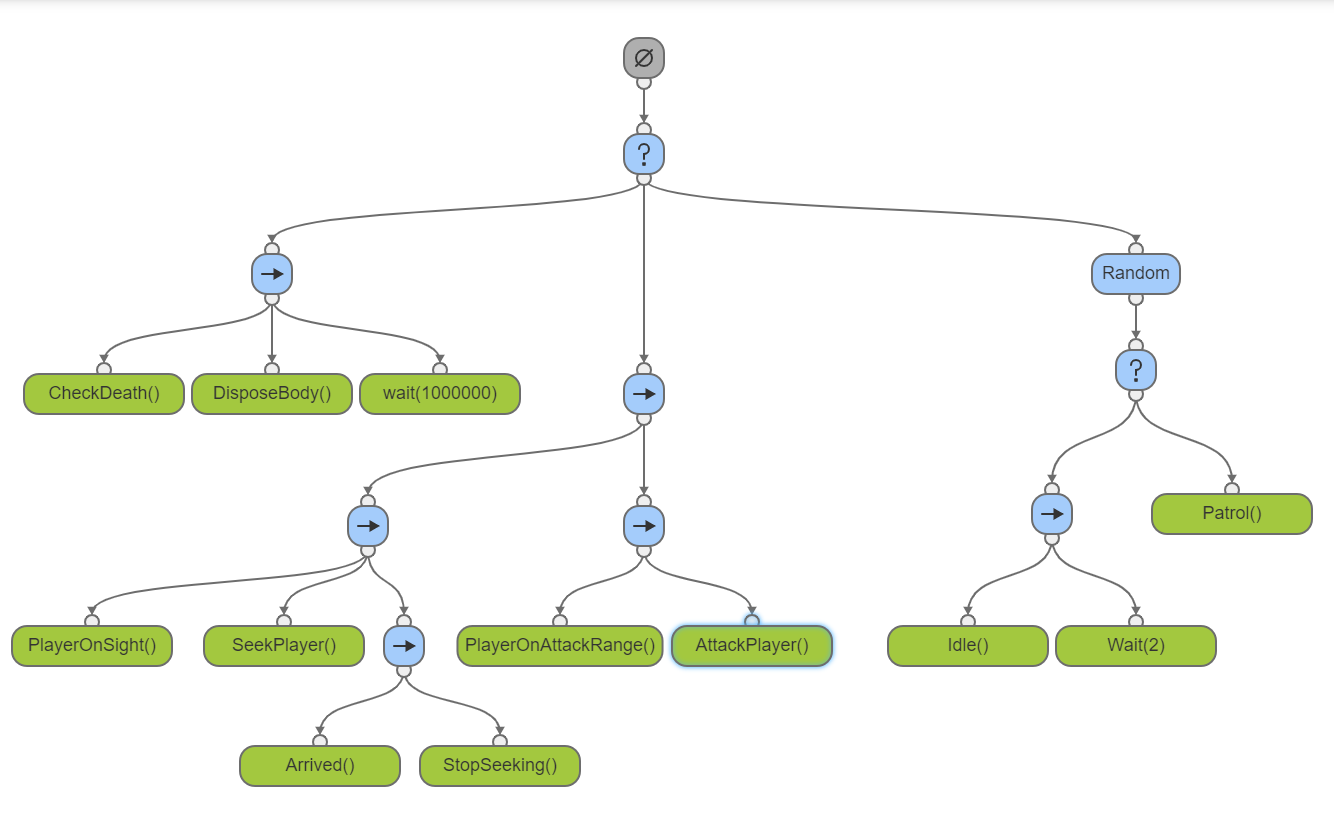 ∅
?
→
Random
CheckDeath()
DisposeBody()
wait(1000000)
→
?
→
→
→
Patrol()
PlayerOnSight()
SeekPlayer()
→
PlayerOnAttackRange()
AttackPlayer()
Idle()
Wait(2)
Arrived()
StopSeeking()